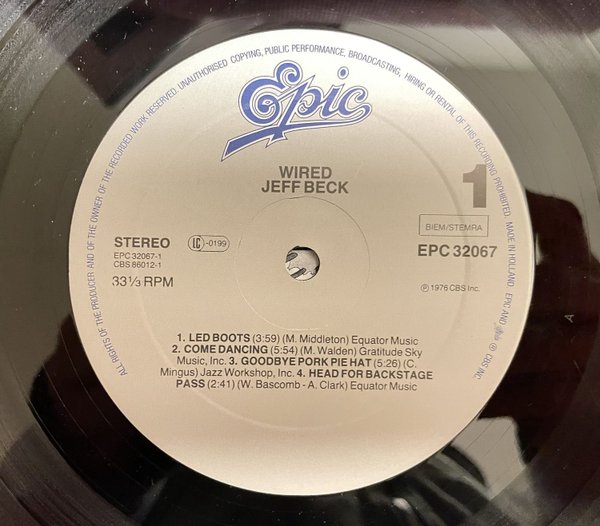 ALL RIGHTS OF THE PRODUCER AND OF THE OWNER OF THE RECORDED WORK RESERVED. UNAUTHORISED COPYING, PUBLIC PERFORMANCE, BROADCASTING, HIRING OR RENTAL OF THIS RECORDING PROHIBITED. MADE IN HOLLAND EPIC AND ® CBS INC
Epic
WIRED
JEFF BECK
1
STEREO
LC -0199
BIEM/STEMRA
EPC 32067-1
CBS 86012-1
EPC 32067
33⅓ RPM
℗ 1976 CBS Inc.
1. LED BOOTS (3:59) (M. Middleton) Equator Music
2. COME DANCING (5:54) (M. Walden) Gratitude Sky
Music, Inc. 3. GOODBYE PORK PIE HAT (5:26) (C.
Mingus) Jazz Workshop, Inc. 4. HEAD FOR BACKSTAGE
PASS (2:41) (W. Bascomb - A. Clark) Equator Music
A